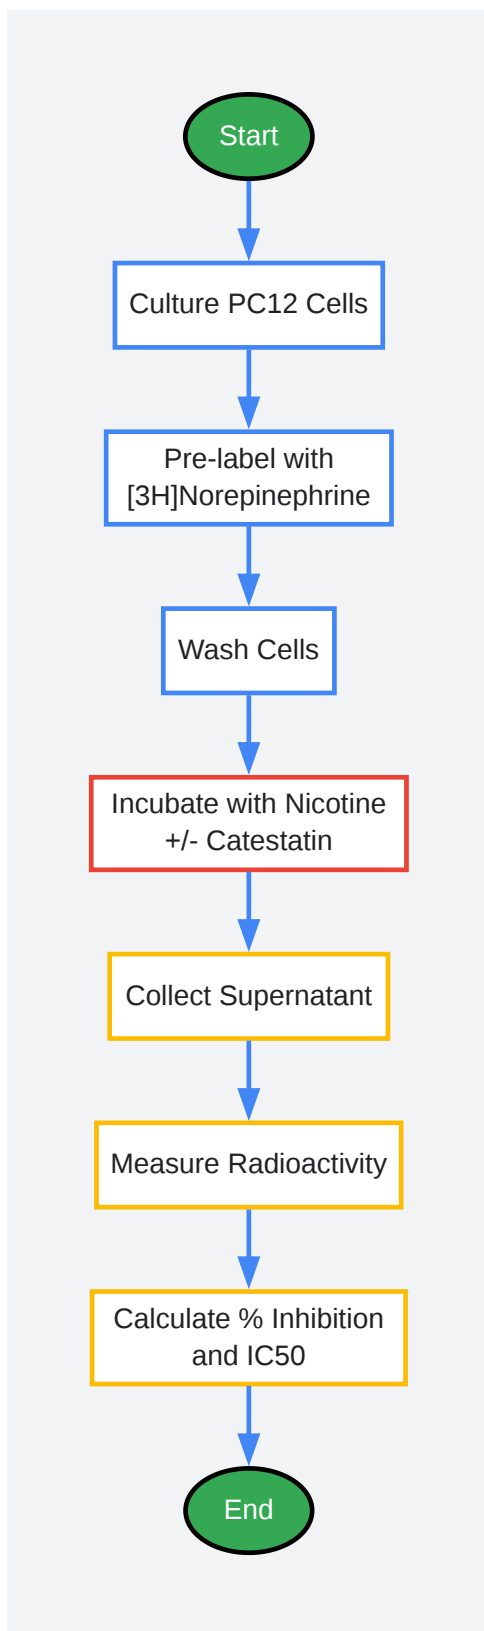 Start
Culture PC12 Cells
Pre-label with
[3H]Norepinephrine
Wash Cells
Incubate with Nicotine
+/- Catestatin
Collect Supernatant
Measure Radioactivity
Calculate % Inhibition
and IC50
End